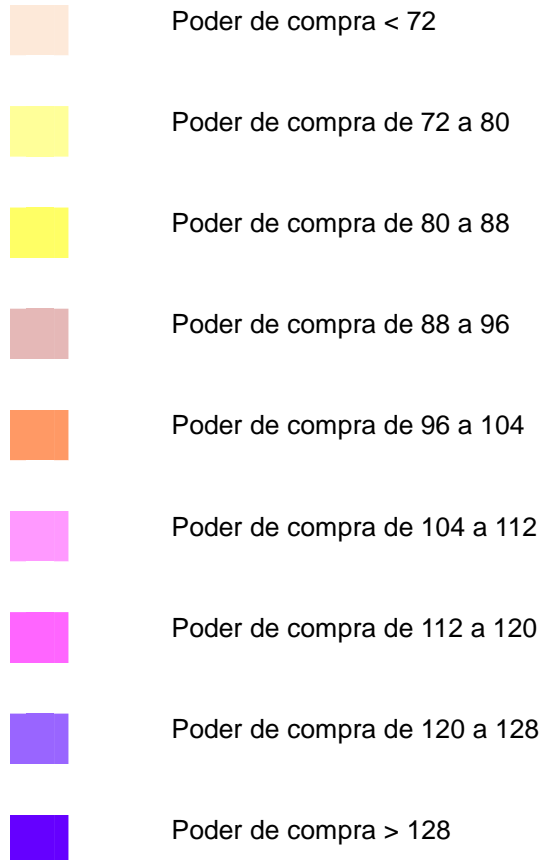 Poder de compra < 72
Poder de compra de 72 a 80
Poder de compra de 80 a 88
Poder de compra de 88 a 96
Poder de compra de 96 a 104
Poder de compra de 104 a 112
Poder de compra de 112 a 120
Poder de compra de 120 a 128
Poder de compra > 128